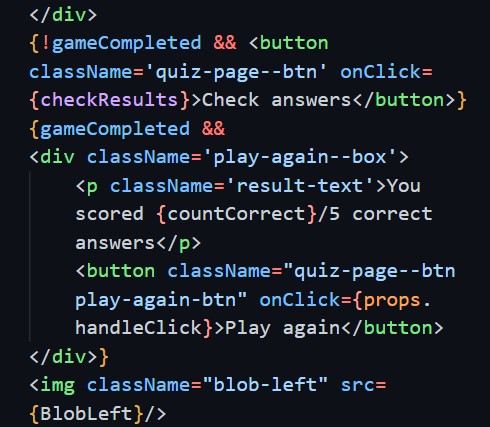 </div>
{!gameCompleted && <button
className='quiz-page--btn' onClick=
{checkResults}>Check answers</button>}
{gameCompleted &&
<div className='play-again--box'>
<p className='result-text'>You
scored {countCorrect}/5 correct
answers</p>
<button className="quiz-page--btn
play-again-btn" onClick={props.
handleClick}>Play again</button>
</div>}
<img className="blob-left" src=
{BlobLeft}/>